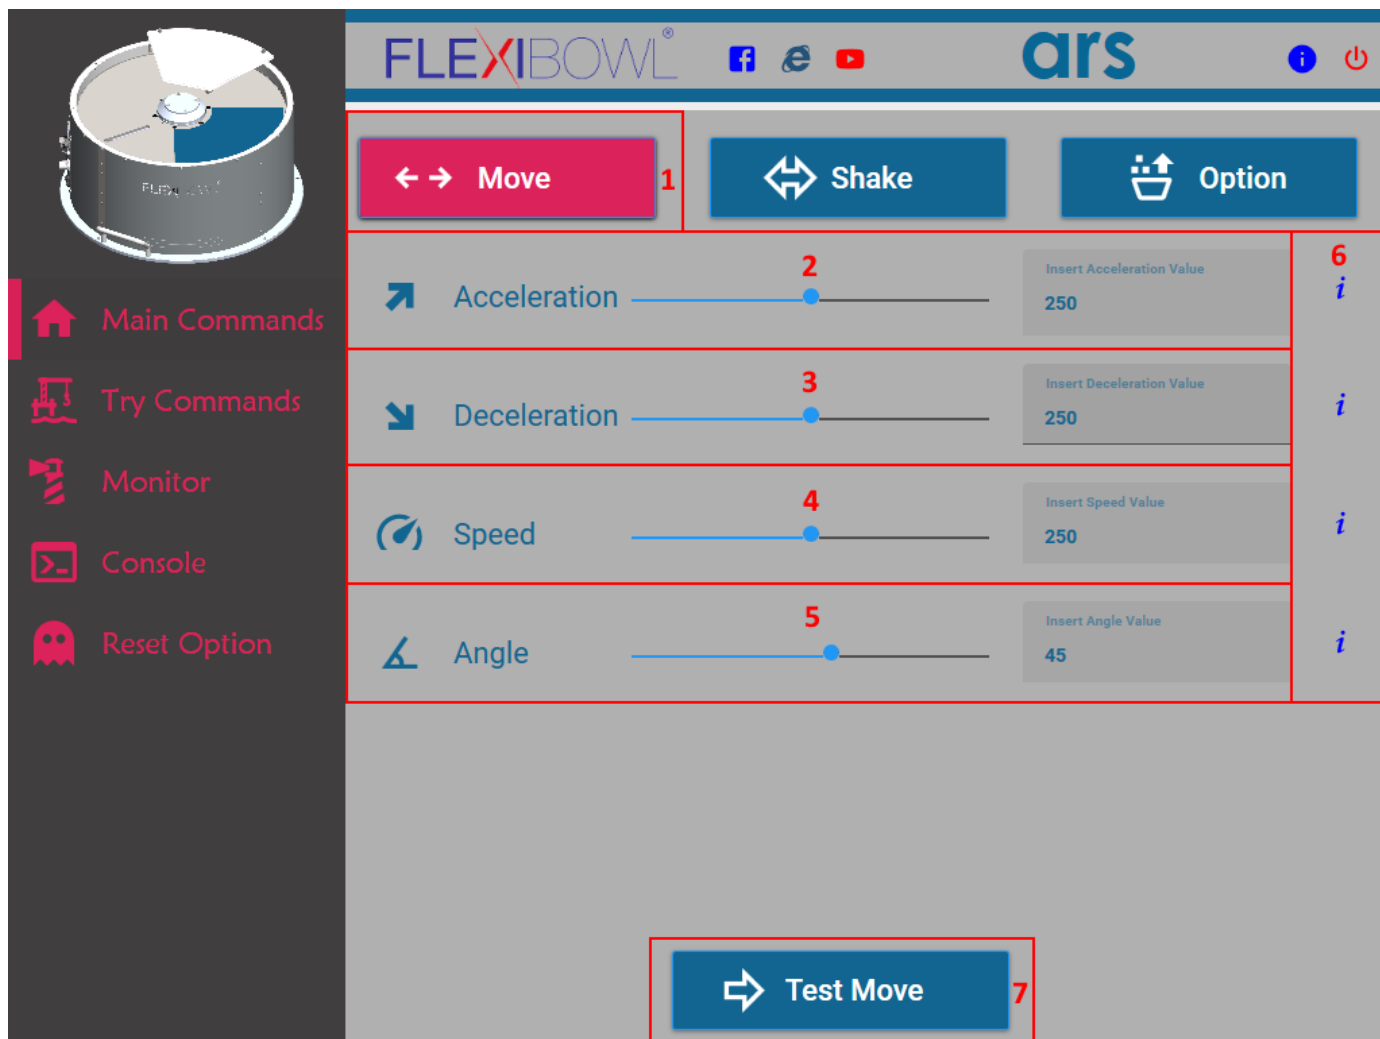 FLEXIBOWL®
ars
Move
1
Shake
Option
Main Commands
Try Commands
Monitor
Console
Reset Option
Acceleration
2
Insert Acceleration Value
250
6
i
Deceleration
3
Insert Deceleration Value
250
i
Speed
4
Insert Speed Value
250
i
Angle
5
Insert Angle Value
45
i
Test Move
7